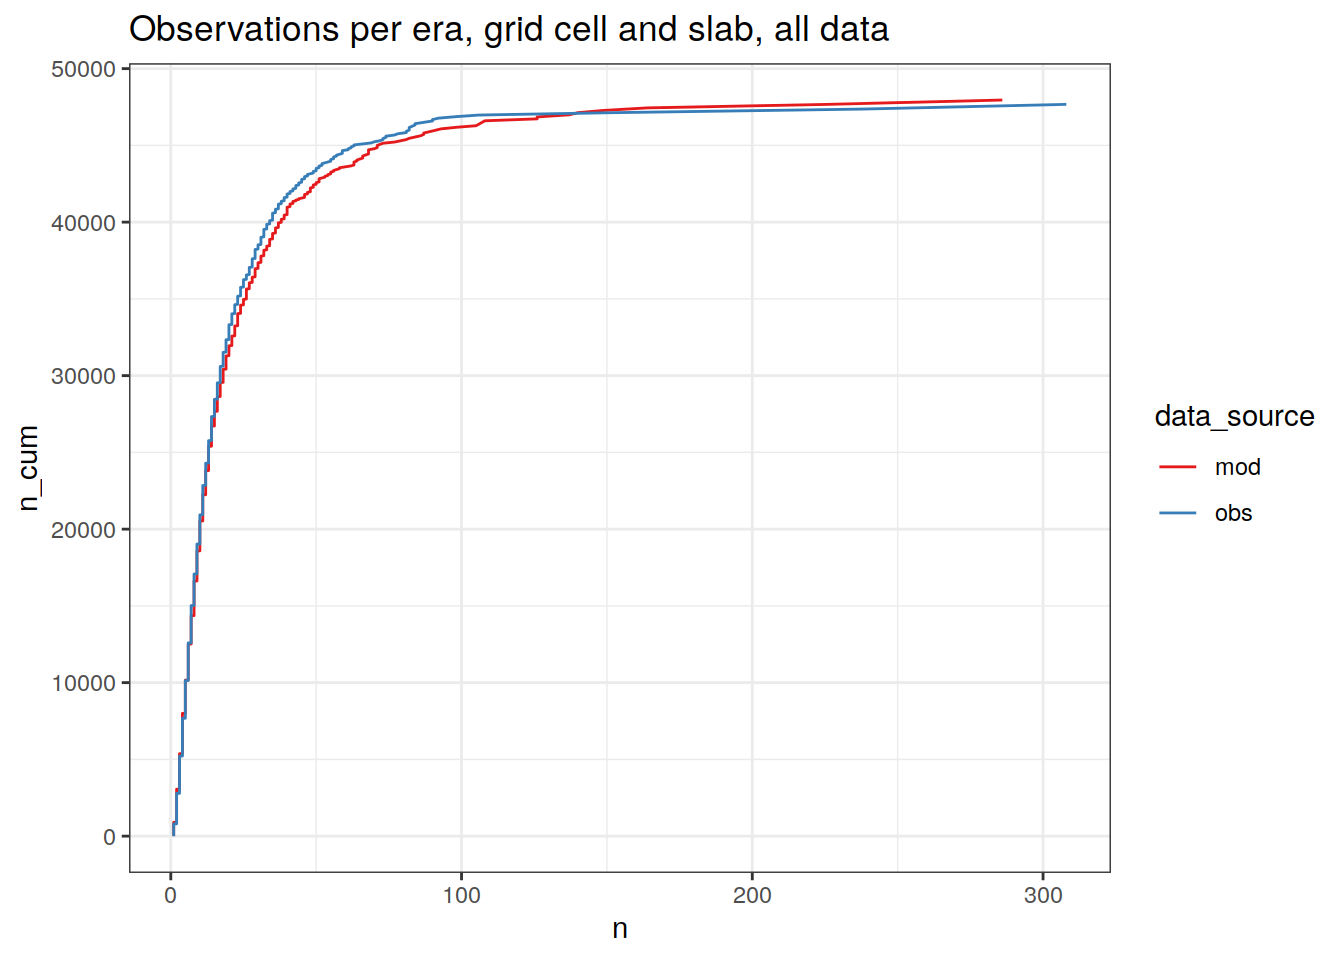 Observations per era, grid cell and slab, all data
50000
40000
30000
20000
10000
0
n_cum
0 100 200 300
n
data_source
mod
obs